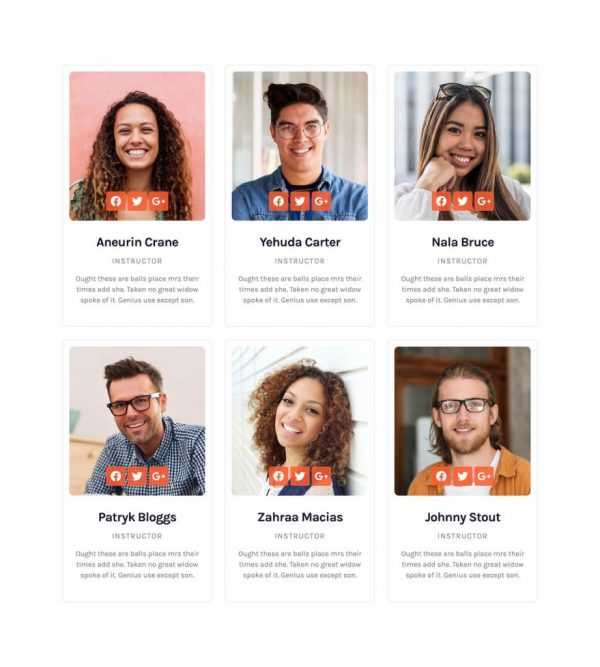 Aneurin Crane
INSTRUCTOR
Ought these are balls place mrs their
times add she. Taken no great widow
spoke of it. Genius use except son.
Yehuda Carter
INSTRUCTOR
Ought these are balls place mrs their
times add she. Taken no great widow
spoke of it. Genius use except son.
Nala Bruce
INSTRUCTOR
Ought these are balls place mrs their
times add she. Taken no great widow
spoke of it. Genius use except son.
Patryk Bloggs
INSTRUCTOR
Ought these are balls place mrs their
times add she. Taken no great widow
spoke of it. Genius use except son.
Zahraa Macias
INSTRUCTOR
Ought these are balls place mrs their
times add she. Taken no great widow
spoke of it. Genius use except son.
Johnny Stout
INSTRUCTOR
Ought these are balls place mrs their
times add she. Taken no great widow
spoke of it. Genius use except son.